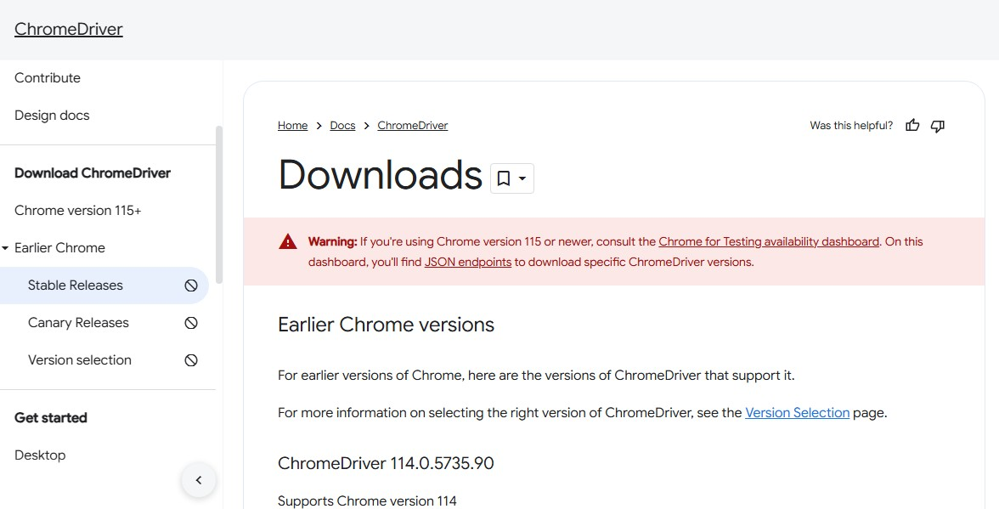 ChromeDriver
Contribute
Design docs
Download ChromeDriver
Chrome version 115+
Earlier Chrome
Stable Releases
Canary Releases
Version selection
Get started
Desktop
Home > Docs > ChromeDriver
Was this helpful?
Downloads
Warning: If you're using Chrome version 115 or newer, consult the Chrome for Testing availability dashboard. On this
dashboard, you'll find JSON endpoints to download specific ChromeDriver versions.
Earlier Chrome versions
For earlier versions of Chrome, here are the versions of ChromeDriver that support it.
For more information on selecting the right version of ChromeDriver, see the Version Selection page.
ChromeDriver 114.0.5735.90
Supports Chrome version 114